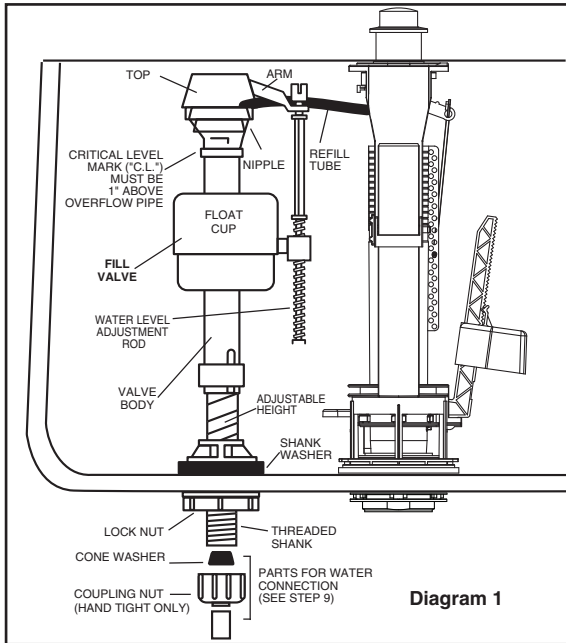 TOP
ARM
NIPPLE
REFILL
TUBE
CRITICAL LEVEL
MARK ("C.L.")
MUST BE
1" ABOVE
OVERFLOW PIPE
FLOAT
CUP
FILL
VALVE
WATER LEVEL
ADJUSTMENT
ROD
VALVE
BODY
ADJUSTABLE
HEIGHT
SHANK
WASHER
LOCK NUT
THREADED
SHANK
CONE WASHER
COUPLING NUT
(HAND TIGHT ONLY)
PARTS FOR WATER
CONNECTION
(SEE STEP 9)
Diagram 1